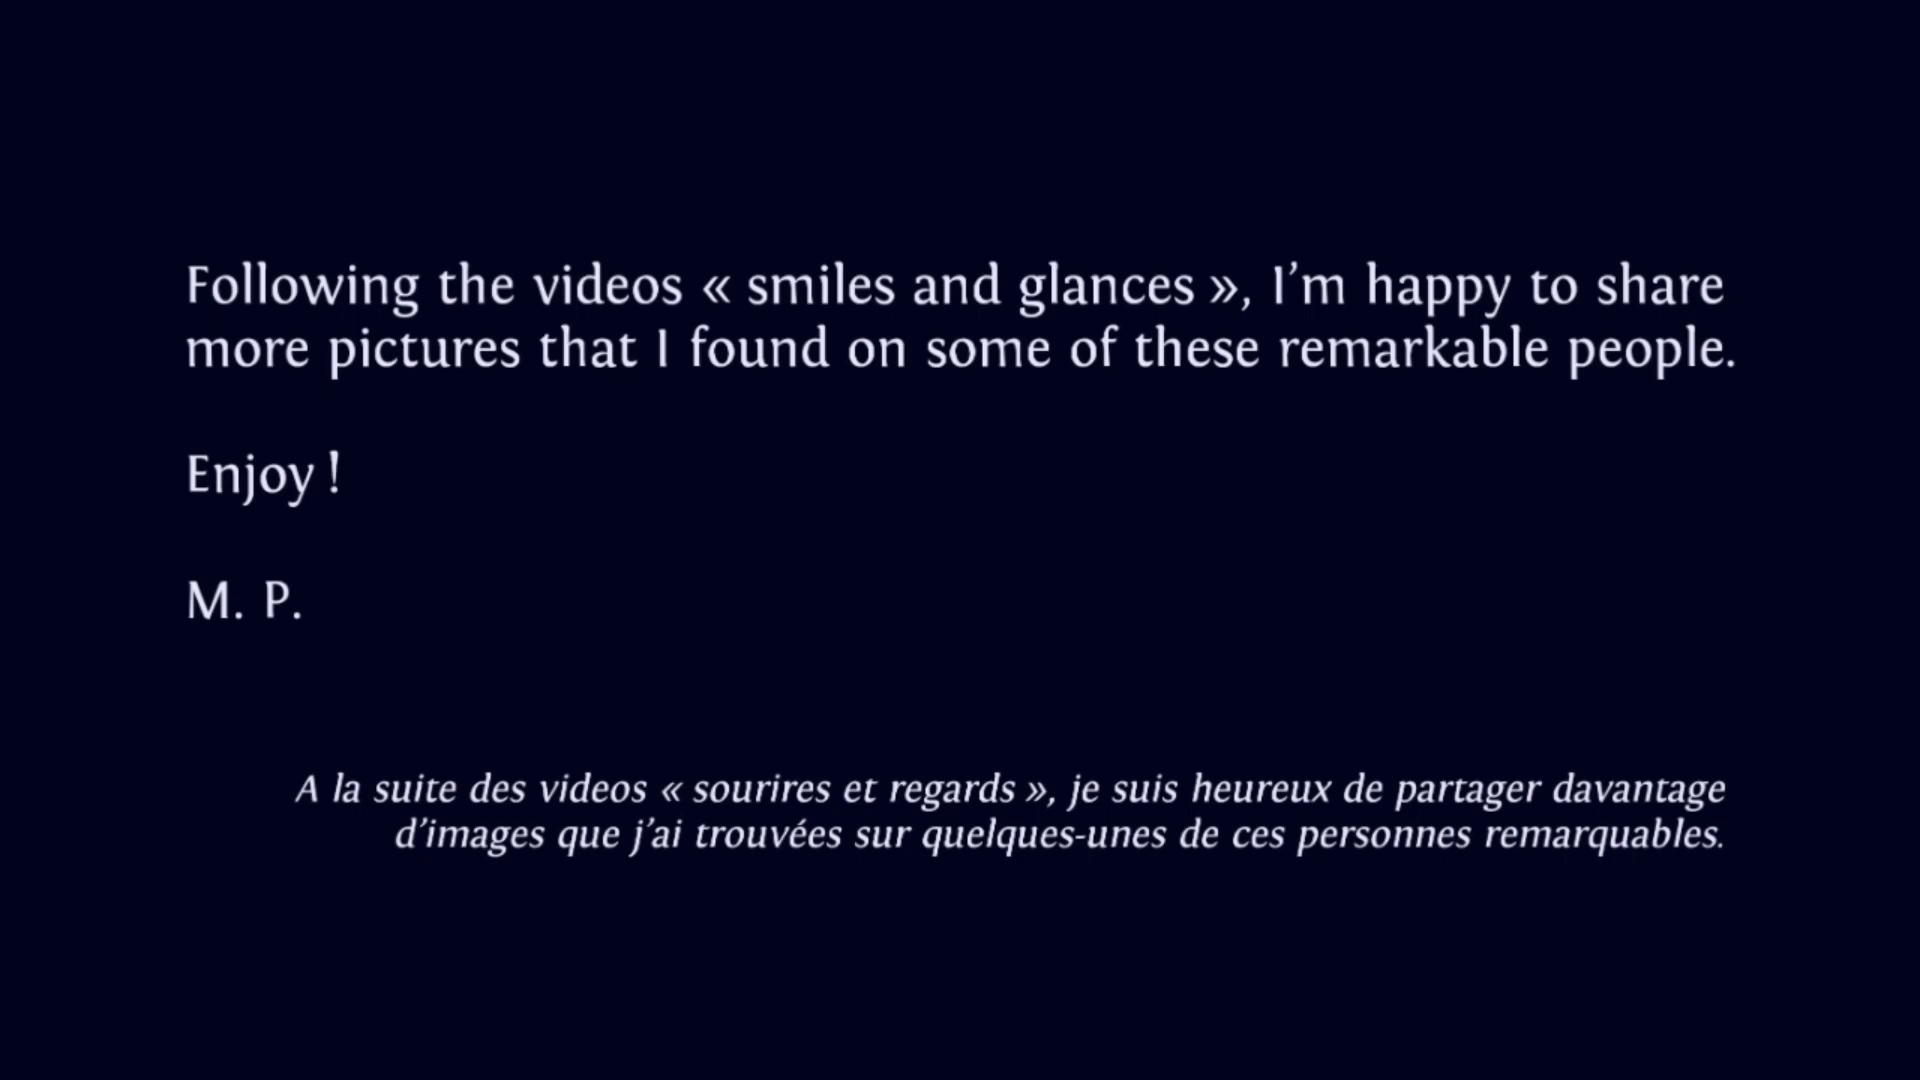 Following the videos « smiles and glances », I’m happy to share
more pictures that I found on some of these remarkable people.
Enjoy !
M. P.
A la suite des videos « sourires et regards », je suis heureux de partager davantage
d’images que j’ai trouvées sur quelques-unes de ces personnes remarquables.